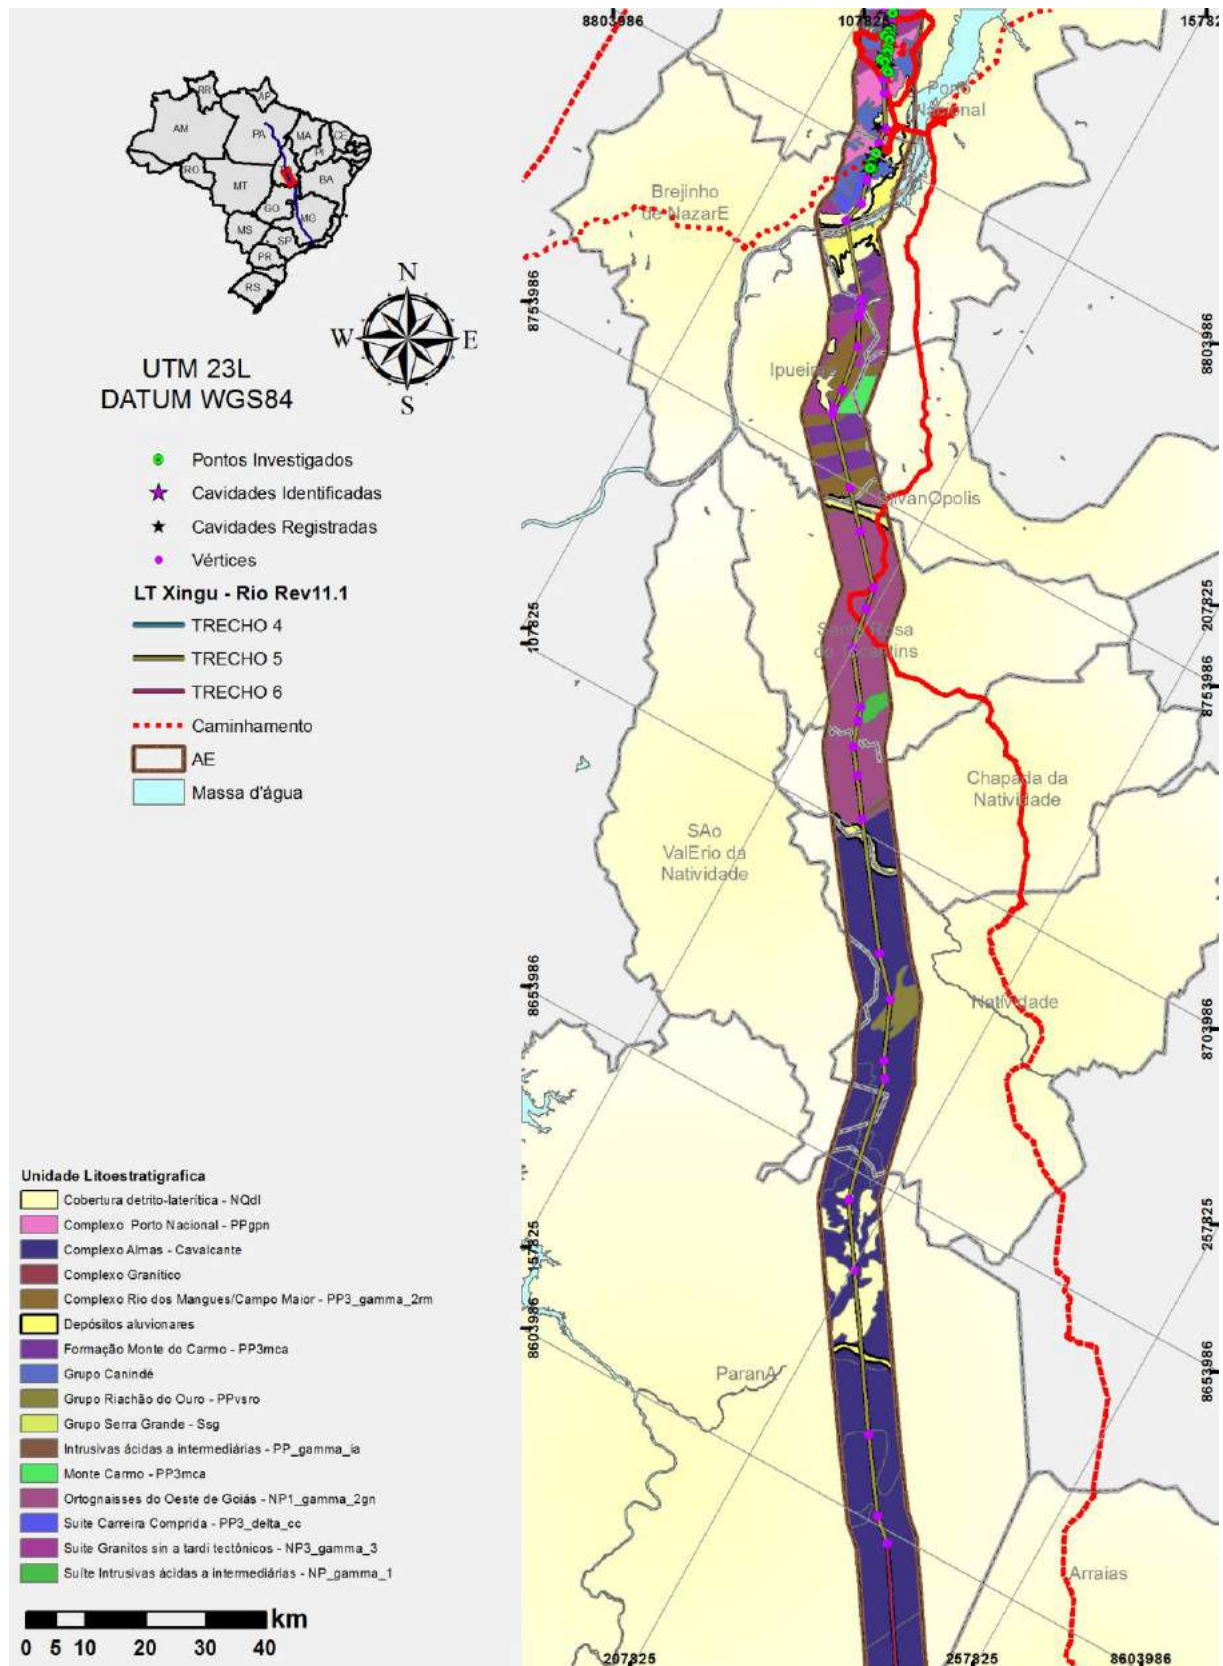 8803986
107825
RR
AP
AM
PA
MA
CE
PI
RO
MT
BA
GO
MG
MS
SP
PR
RS
N
W
E
S
UTM 23L
DATUM WGS84
Pontos Investigados
Cavidades Identificadas
Cavidades Registradas
Vértices
LT Xingu - Rio Rev11.1
TRECHO 4
TRECHO 5
TRECHO 6
Caminhamento
AE
Massa d'água
Porto
Nacional
Brejinho
de NazarE
8753986
8803986
107825
207825
8753986
Chapada da
Natividade
SAo
ValErio da
Natividade
8653986
Natividade
8703986
157825
257825
8603986
8653986
ParanA
Arraias
207825
257825
8603986
Unidade Litoestratigrafica
Cobertura detrito-laterítica - NQdl
Complexo Porto Nacional - PPgpn
Complexo Almas - Cavalcante
Complexo Granítico
Complexo Rio dos Mangues/Campo Maior - PP3_gamma_2rm
Depósitos aluvionares
Formação Monte do Carmo - PP3mca
Grupo Canindé
Grupo Riachão do Ouro - PPvsro
Grupo Serra Grande - Ssg
Intrusivas ácidas a intermediárias - PP_gamma_ia
Monte Carmo - PP3mca
Ortognaisses do Oeste de Goiás - NP1_gamma_2gn
Suite Carreira Comprida - PP3_delta_cc
Suite Granitos sin a tardi tectônicos - NP3_gamma_3
Suíte Intrusivas ácidas a intermediárias - NP_gamma_1
km
0 5 10 20 30 40